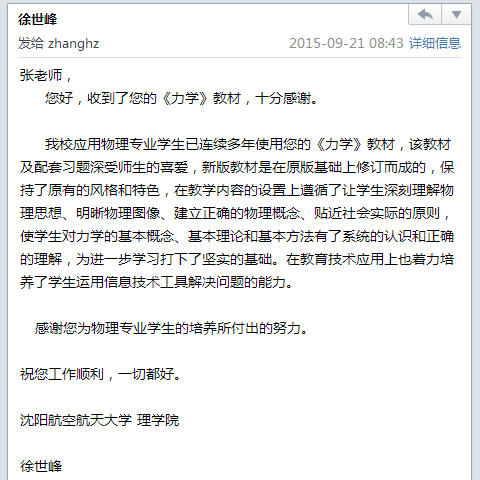 徐世峰
发给 zhanghz 2015-09-21 08:43 详细信息
张老师，
您好，收到了您的《力学》教材，十分感谢。
我校应用物理专业学生已连续多年使用您的《力学》教材，该教材
及配套习题深受师生的喜爱，新版教材是在原版基础上修订而成的，保
持了原有的风格和特色，在教学内容的设置上遵循了让学生深刻理解物
理思想、明晰物理图像、建立正确的物理概念、贴近社会实际的原则，
使学生对力学的基本概念、基本理论和基本方法有了系统的认识和正确
的理解，为进一步学习打下了坚实的基础。在教育技术应用上也着力培
养了学生运用信息技术工具解决问题的能力。
感谢您为物理专业学生的培养所付出的努力。
祝您工作顺利，一切都好。
沈阳航空航天大学 理学院
徐世峰